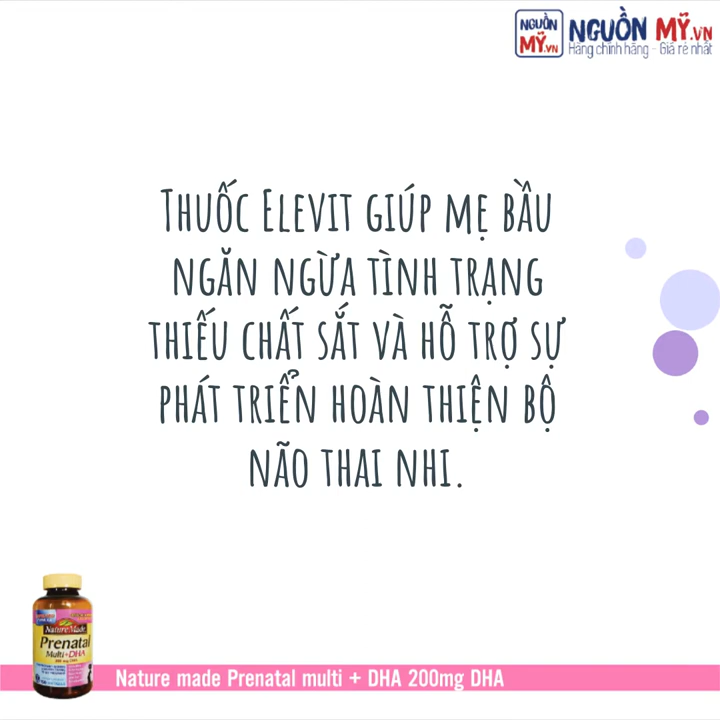 NGUỒN
MỸ.VN
NGUỒN MỸ.VN
Hàng chính hãng - Giá rẻ nhất
THUỐC ELEVIT GIÚP MẸ BẦU
NGĂN NGỪA TÌNH TRẠNG
THIẾU CHẤT SẮT VÀ HỖ TRỢ SỰ
PHÁT TRIỂN HOÀN THIỆN BỘ
NÃO THAI NHI.
Nature Made
Prenatal
Multi+DHA
Nature made Prenatal multi + DHA 200mg DHA